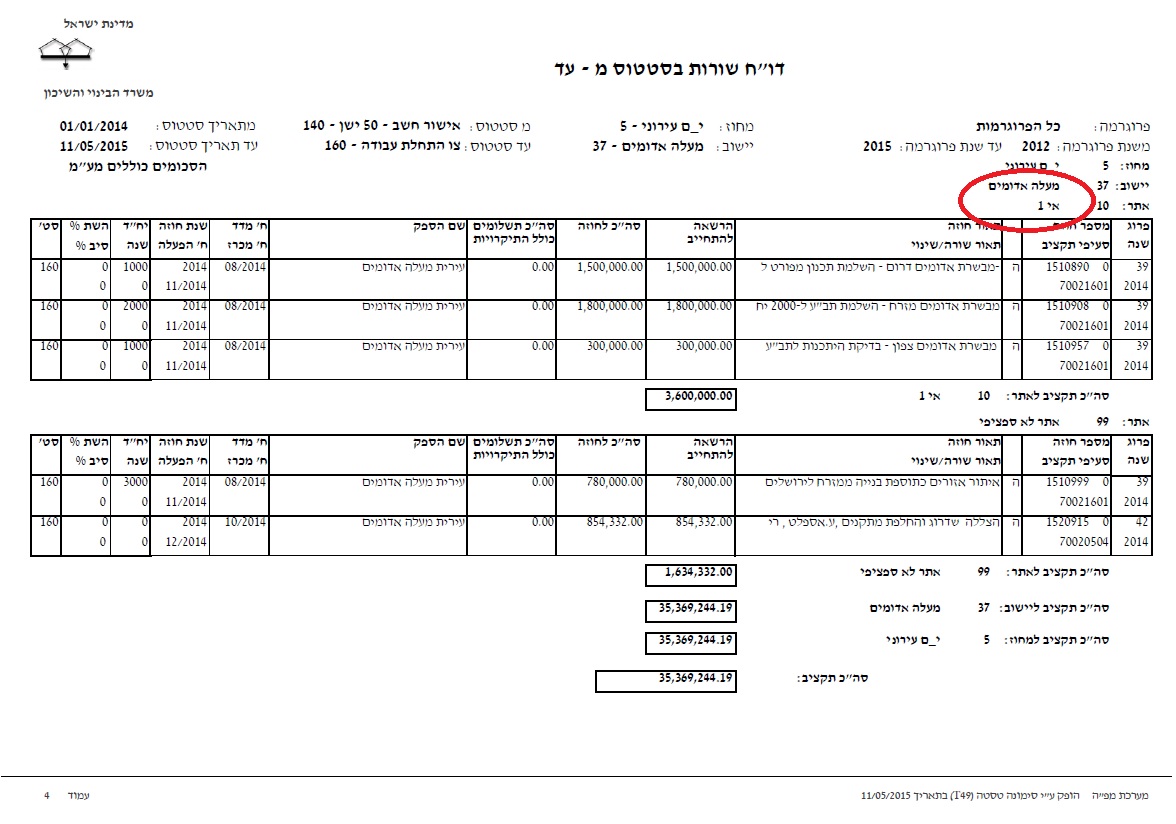 מדינת ישראל
משרד הבינוי והשיכון
דו״ח שורות בסטטוס מ - עד
פרוגרמה: כל הפרוגרמות מחוז: י_ם עירוני - 5 מ סטטוס: אישור חשב - 50 ישן - 140 מתאריך סטטוס: 01/01/2014
משנת פרוגרמה: 2012 עד שנת פרוגרמה: 2015 יישוב: מעלה אדומים - 37 עד סטטוס: צו התחלת עבודה - 160 עד תאריך סטטוס: 11/05/2015
מחוז: 5 י_ם עירוני הסכומים כוללים מע״מ
יישוב: 37 מעלה אדומים
אתר: 10 אי 1
פרוג מספר חוזה תאור חוזה הרשאה סה״כ לחוזה סה״כ תשלומים שם הספק ח׳ מדד שנת חוזה יח״ד השת % סט׳
שנה סעיפי תקציב תאור שורה/שינוי להתחייב כולל התיקרויות ח׳ מכרז ח׳ הפעלה שנה סיב %
39 0 1510890 ה מבשרת אדומים דרום - השלמת תכנון מפורט ל- 1,500,000.00 1,500,000.00 0.00 עירית מעלה אדומים 08/2014 2014 1000 0 160
2014 70021601 11/2014 0 0
39 0 1510908 ה מבשרת אדומים מזרח - השלמת תב״ע ל-2000 יח 1,800,000.00 1,800,000.00 0.00 עירית מעלה אדומים 08/2014 2014 2000 0 160
2014 70021601 11/2014 0 0
39 0 1510957 ה מבשרת אדומים צפון - בדיקת היתכנות לתב״ע 300,000.00 300,000.00 0.00 עירית מעלה אדומים 08/2014 2014 1000 0 160
2014 70021601 11/2014 0 0
סה״כ תקציב לאתר: 10 אי 1 3,600,000.00
אתר: 99 אתר לא ספציפי
פרוג מספר חוזה תאור חוזה הרשאה סה״כ לחוזה סה״כ תשלומים שם הספק ח׳ מדד שנת חוזה יח״ד השת % סט׳
שנה סעיפי תקציב תאור שורה/שינוי להתחייב כולל התיקרויות ח׳ מכרז ח׳ הפעלה שנה סיב %
39 0 1510999 ה איתור אזורים כתוספת בנייה ממזרח לירושלים 780,000.00 780,000.00 0.00 עירית מעלה אדומים 08/2014 2014 3000 0 160
2014 70021601 11/2014 0 0
42 0 1520915 ה הצללה שדרוג והחלפת מתקנים ,ע.אספלט , רי 854,332.00 854,332.00 0.00 עירית מעלה אדומים 10/2014 2014 0 0 160
2014 70020504 12/2014 0 0
סה״כ תקציב לאתר: 99 אתר לא ספציפי 1,634,332.00
סה״כ תקציב ליישוב: 37 מעלה אדומים 35,369,244.19
סה״כ תקציב למחוז: 5 י_ם עירוני 35,369,244.19
סה״כ תקציב: 35,369,244.19
מערכת מפ״ה הופק ע״י סימונה טסטה (T49) בתאריך 11/05/2015 עמוד 4